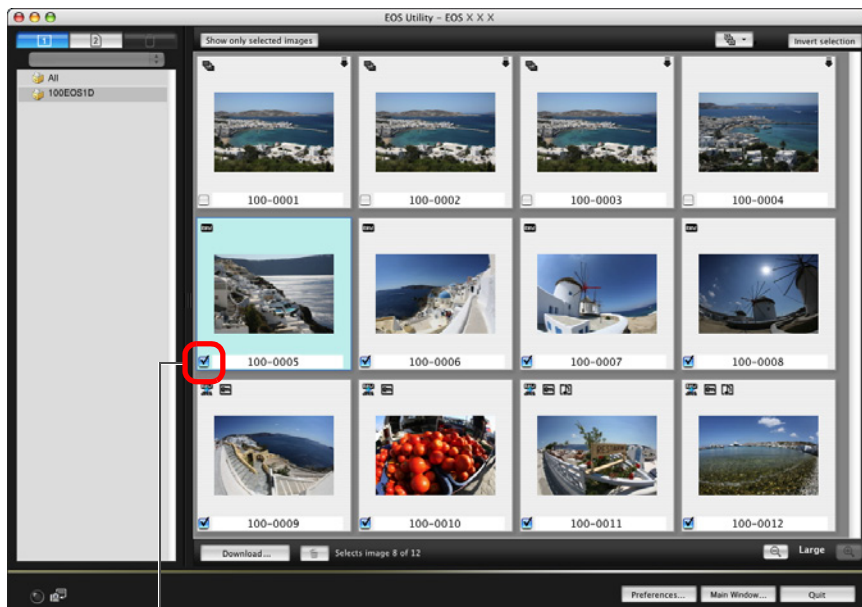 EOS Utility - EOS X X X
1 2
Show only selected images
Invert selection
All
100EOS1D
100-0001
100-0002
100-0003
100-0004
100-0005
100-0006
100-0007
100-0008
100-0009
100-0010
100-0011
100-0012
Download...
Selects image 8 of 12
Large
Preferences...
Main Window...
Quit